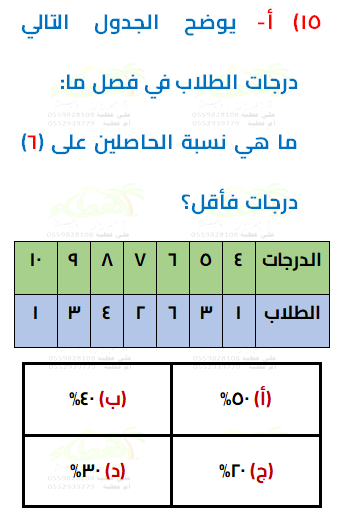 ١٥) أ- يوضح الجدول التالي
درجات الطلاب في فصل ما:
ما هي نسبة الحاصلين على (٦)
درجات فأقل؟
الدرجات ٤ ٥ ٦ ٧ ٨ ٩ ١٠
الطلاب ١ ٣ ٦ ٢ ٤ ٣ ١
(أ) ٥٠% (ب) ٤٠%
(ج) ٢٠% (د) ٣٠%